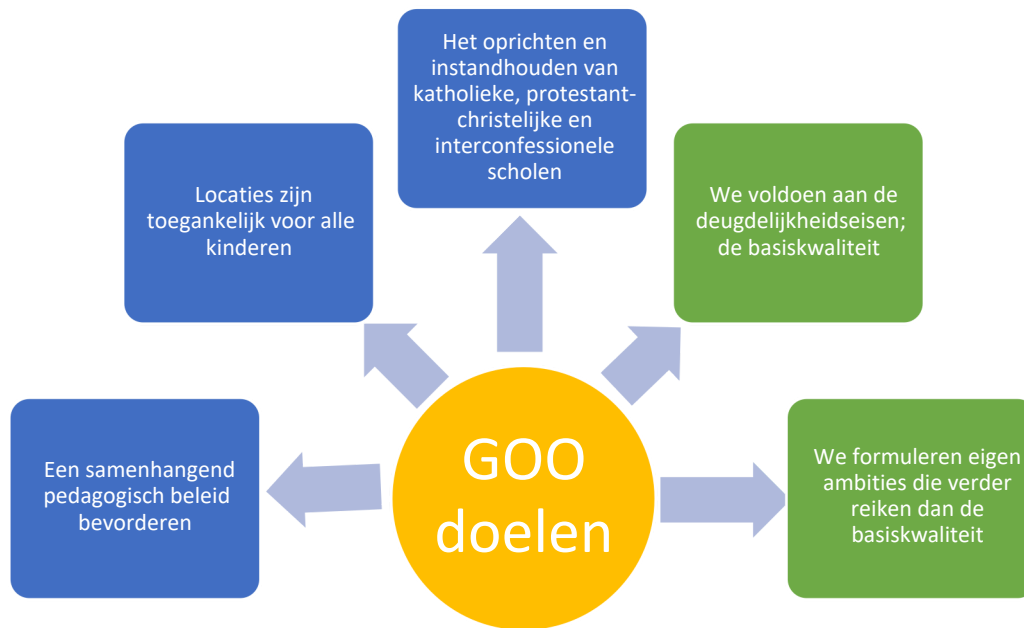 Het oprichten en
instandhouden van
katholieke, protestant-
christelijke en
interconfessionele
scholen
Locaties zijn
toegankelijk voor alle
kinderen
We voldoen aan de
deugdelijkheidseisen;
de basiskwaliteit
Een samenhangend
pedagogisch beleid
bevorderen
GOO
doelen
We formuleren eigen
ambities die verder
reiken dan de
basiskwaliteit